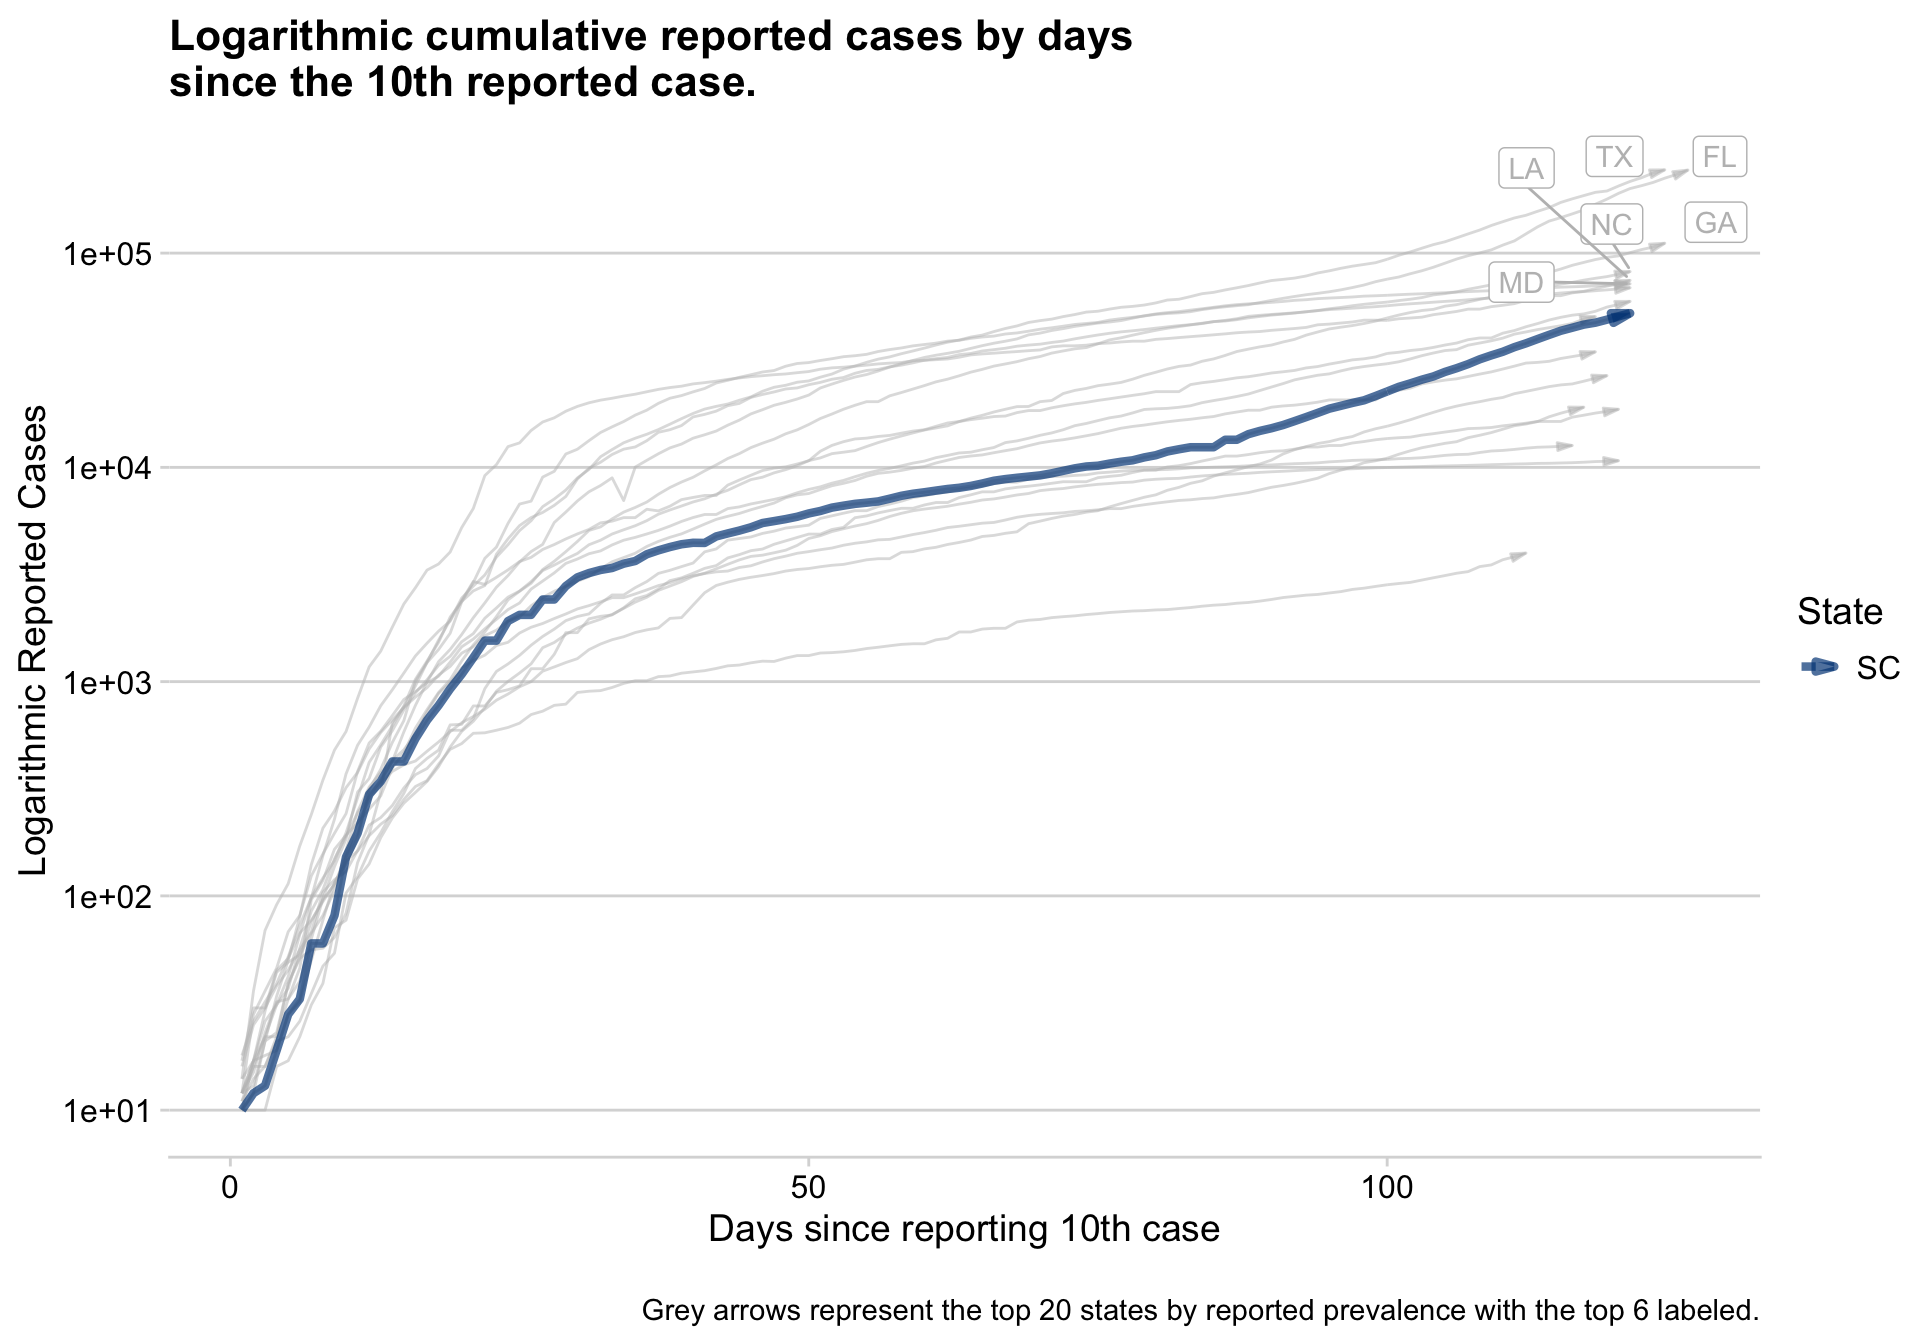 Logarithmic cumulative reported cases by days
since the 10th reported case.
LA
TX
FL
NC
GA
MD
1e+05
1e+04
1e+03
1e+02
1e+01
Logarithmic Reported Cases
0
50
100
Days since reporting 10th case
State
SC
Grey arrows represent the top 20 states by reported prevalence with the top 6 labeled.